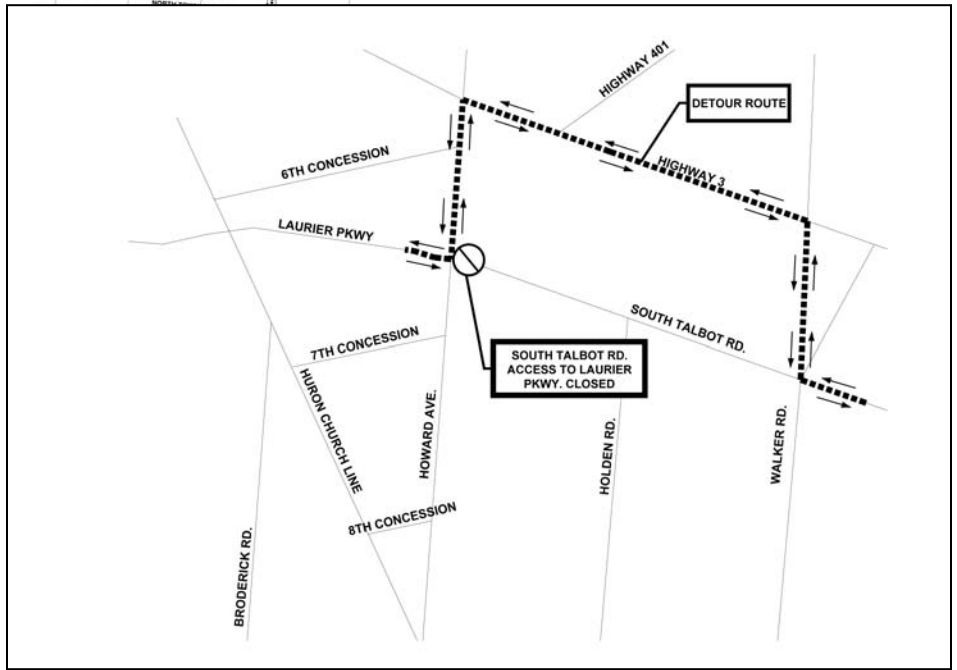 HIGHWAY 401
DETOUR ROUTE
6TH CONCESSION
HIGHWAY 3
LAURIER PKWY
SOUTH TALBOT RD.
7TH CONCESSION
SOUTH TALBOT RD.
ACCESS TO LAURIER
PKWY. CLOSED
HURON CHURCH LINE
HOWARD AVE.
HOLDEN RD.
WALKER RD.
8TH CONCESSION
BRODERICK RD.